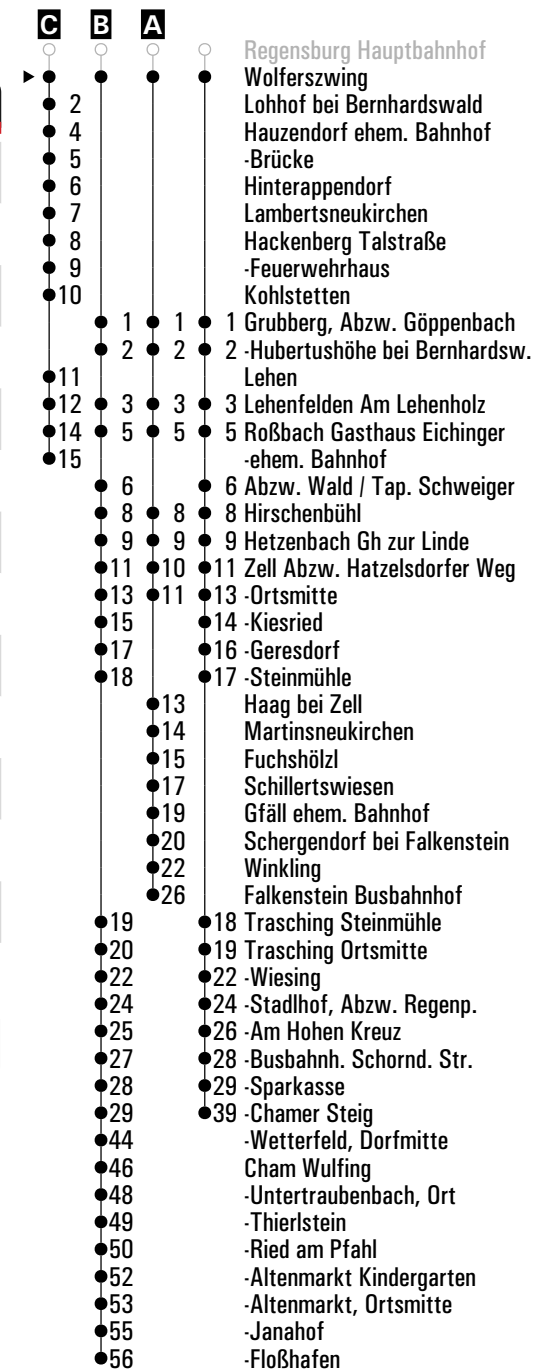 C B A
Regensburg Hauptbahnhof
Wolferszwing
2 Lohhof bei Bernhardswald
4 Hauzendorf ehem. Bahnhof
5 -Brücke
6 Hinterappendorf
7 Lambertsneukirchen
8 Hackenberg Talstraße
9 -Feuerwehrhaus
10 Kohlstetten
1 1 1 Grubberg, Abzw. Göppenbach
2 2 2 -Hubertushöhe bei Bernhardsw.
11 Lehen
12 3 3 3 Lehenfelden Am Lehenholz
14 5 5 5 Roßbach Gasthaus Eichinger
15 -ehem. Bahnhof
6 6 Abzw. Wald / Tap. Schweiger
8 8 8 Hirschenbühl
9 9 9 Hetzenbach Gh zur Linde
11 10 11 Zell Abzw. Hatzelsdorfer Weg
13 11 13 -Ortsmitte
15 14 -Kiesried
17 16 -Geresdorf
18 17 -Steinmühle
13 Haag bei Zell
14 Martinsneukirchen
15 Fuchshölzl
17 Schillertswiesen
19 Gfäll ehem. Bahnhof
20 Schergendorf bei Falkenstein
22 Winkling
26 Falkenstein Busbahnhof
19 18 Trasching Steinmühle
20 19 Trasching Ortsmitte
22 22 -Wiesing
24 24 -Stadlhof, Abzw. Regenp.
25 26 -Am Hohen Kreuz
27 28 -Busbahnh. Schornd. Str.
28 29 -Sparkasse
29 39 -Chamer Steig
44 -Wetterfeld, Dorfmitte
46 Cham Wulfing
48 -Untertraubenbach, Ort
49 -Thierlstein
50 -Ried am Pfahl
52 -Altenmarkt Kindergarten
53 -Altenmarkt, Ortsmitte
55 -Janahof
56 -Floßhafen